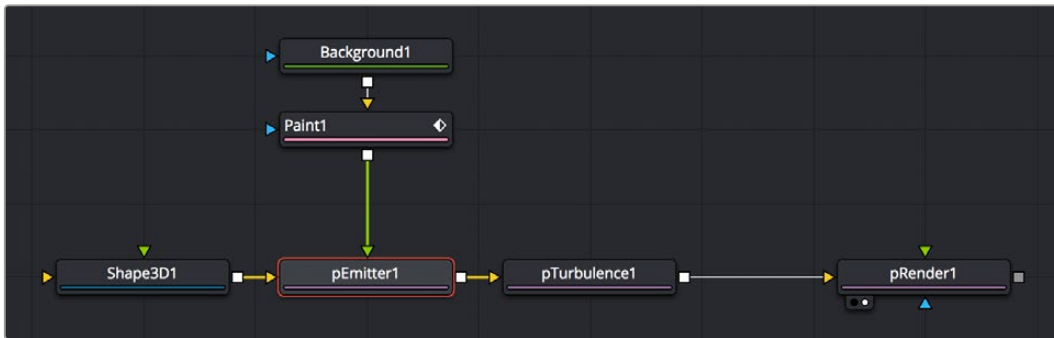 Background1
Paint1
Shape3D1
pEmitter1
pTurbulence1
pRender1